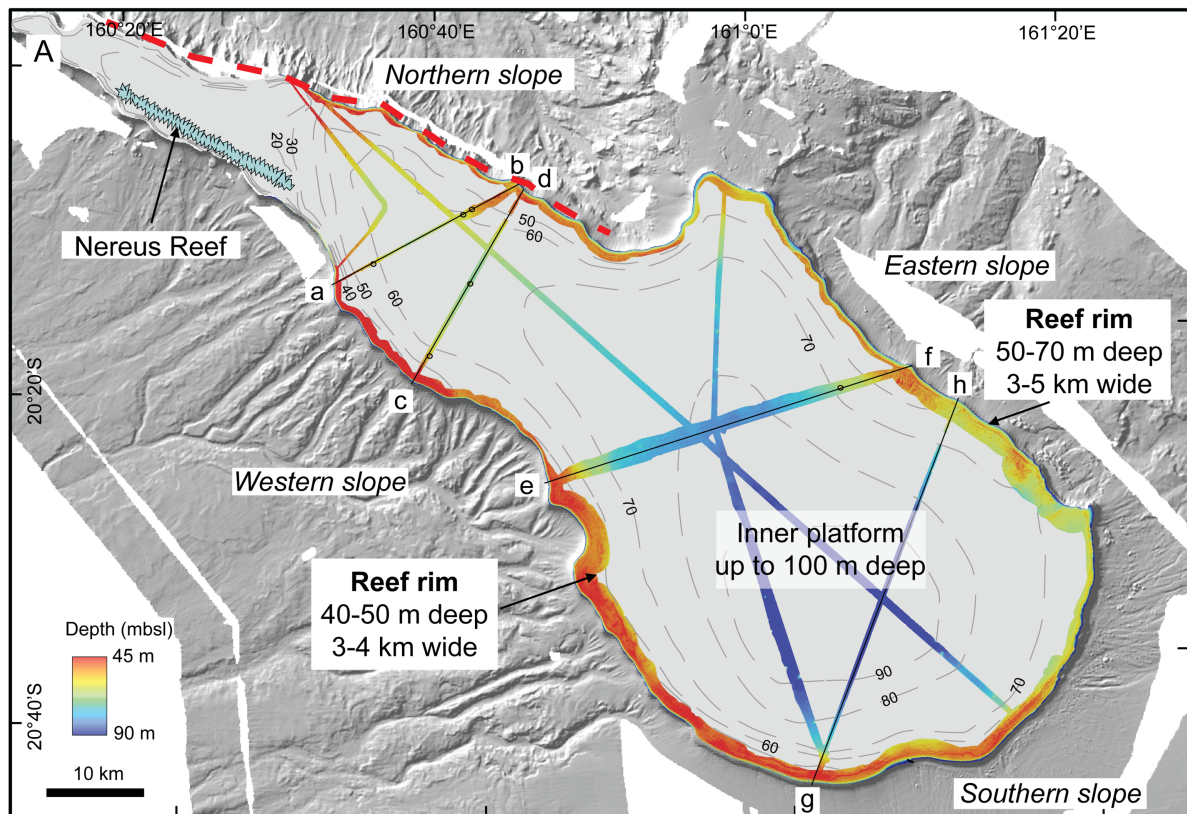 A
160°20'E
160°40'E
161°0'E
161°20'E
Northern slope
30
20
b
d
50
60
Nereus Reef
a
40
50
60
Eastern slope
Reef rim
50-70 m deep
3-5 km wide
70
f
h
c
20°20'S
Western slope
e
70
Inner platform
up to 100 m deep
Reef rim
40-50 m deep
3-4 km wide
Depth (mbsl)
45 m
90 m
90
80
70
60
20°40'S
10 km
g
Southern slope